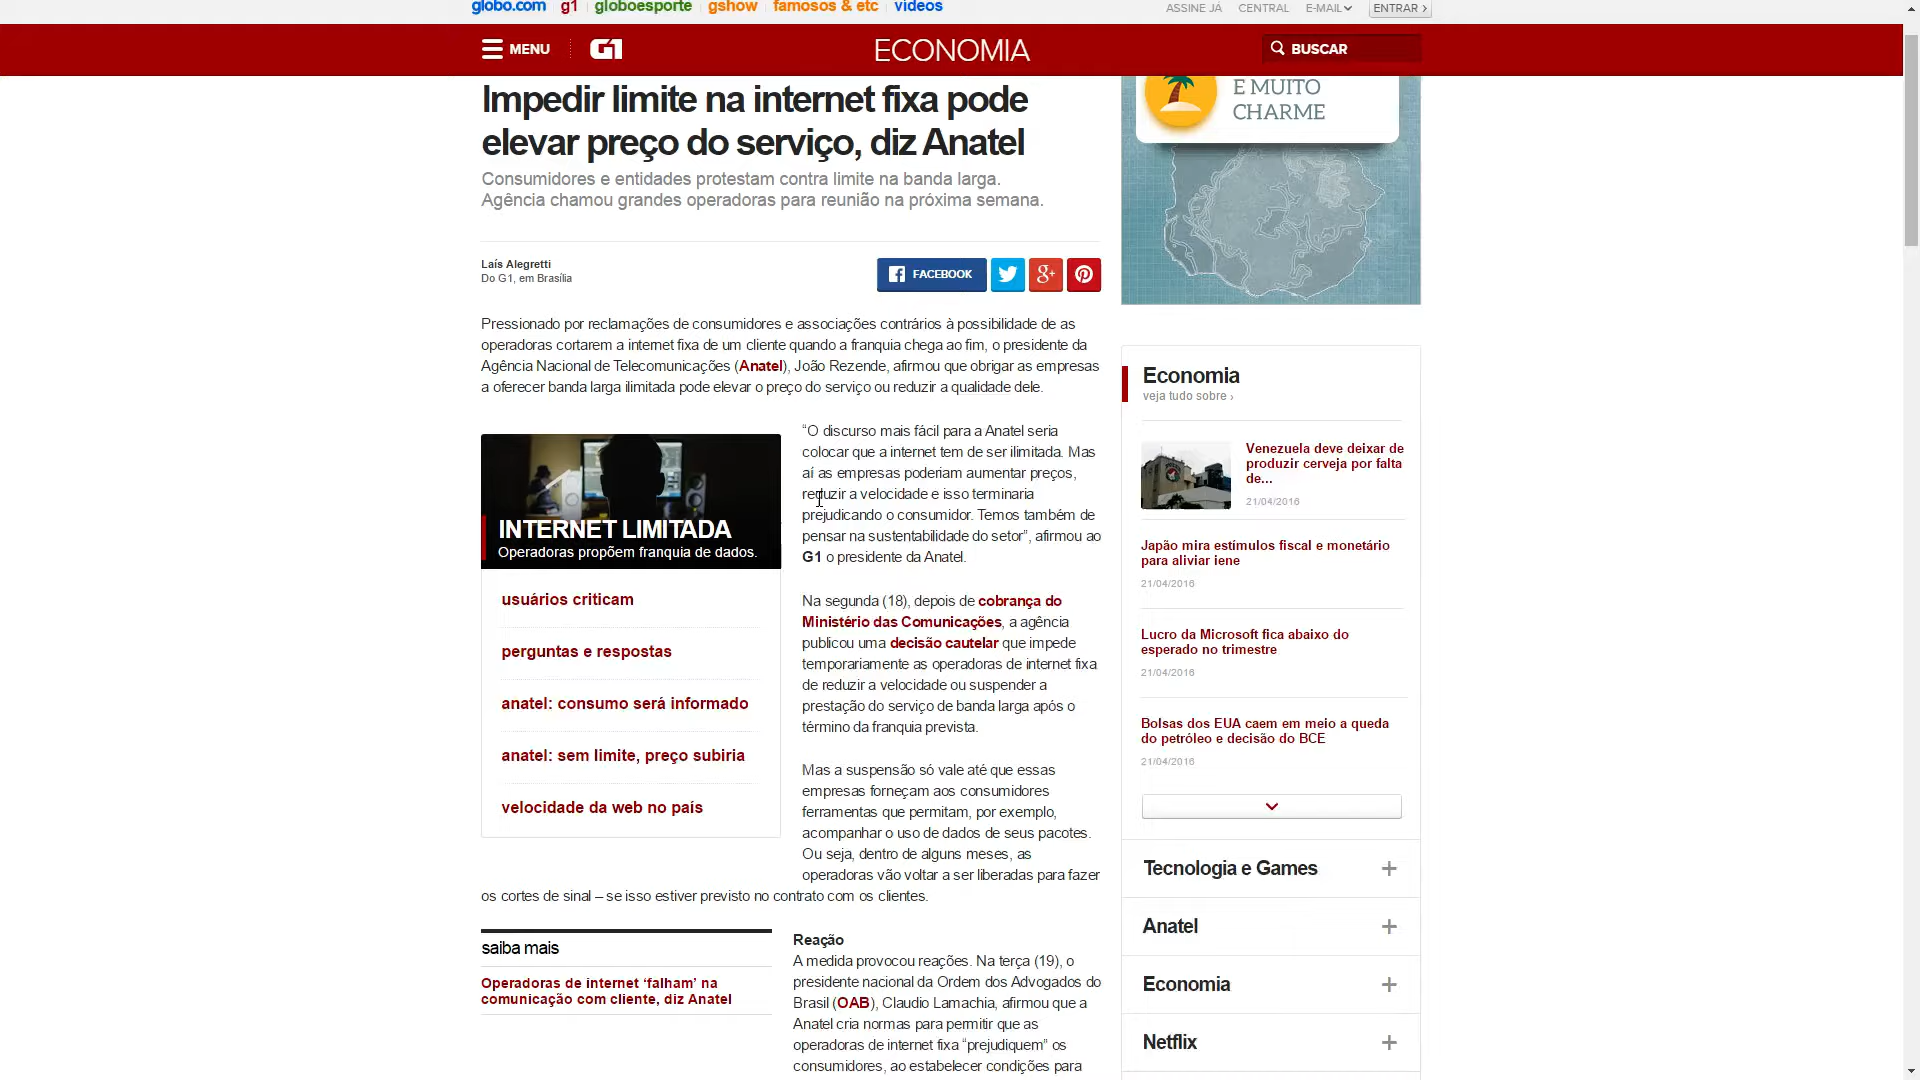 globo.com g1 globoesporte gshow famosos & etc vídeos
ASSINE JÁ CENTRAL E-MAIL ENTRAR ›
MENU G1 ECONOMIA BUSCAR
Impedir limite na internet fixa pode
elevar preço do serviço, diz Anatel
Consumidores e entidades protestam contra limite na banda larga.
Agência chamou grandes operadoras para reunião na próxima semana.
Laís Alegretti
Do G1, em Brasília
FACEBOOK
g+
Pressionado por reclamações de consumidores e associações contrários à possibilidade de as
operadoras cortarem a internet fixa de um cliente quando a franquia chega ao fim, o presidente da
Agência Nacional de Telecomunicações (Anatel), João Rezende, afirmou que obrigar as empresas
a oferecer banda larga ilimitada pode elevar o preço do serviço ou reduzir a qualidade dele.
INTERNET LIMITADA
Operadoras propõem franquia de dados.
usuários criticam
perguntas e respostas
anatel: consumo será informado
anatel: sem limite, preço subiria
velocidade da web no país
“O discurso mais fácil para a Anatel seria
colocar que a internet tem de ser ilimitada. Mas
aí as empresas poderiam aumentar preços,
reduzir a velocidade e isso terminaria
prejudicando o consumidor. Temos também de
pensar na sustentabilidade do setor”, afirmou ao
G1 o presidente da Anatel.
Na segunda (18), depois de cobrança do
Ministério das Comunicações, a agência
publicou uma decisão cautelar que impede
temporariamente as operadoras de internet fixa
de reduzir a velocidade ou suspender a
prestação do serviço de banda larga após o
término da franquia prevista.
Mas a suspensão só vale até que essas
empresas forneçam aos consumidores
ferramentas que permitam, por exemplo,
acompanhar o uso de dados de seus pacotes.
Ou seja, dentro de alguns meses, as
operadoras vão voltar a ser liberadas para fazer
os cortes de sinal – se isso estiver previsto no contrato com os clientes.
saiba mais
Operadoras de internet ‘falham’ na
comunicação com cliente, diz Anatel
Reação
A medida provocou reações. Na terça (19), o
presidente nacional da Ordem dos Advogados do
Brasil (OAB), Claudio Lamachia, afirmou que a
Anatel cria normas para permitir que as
operadoras de internet fixa “prejudiquem” os
consumidores, ao estabelecer condições para
E MUITO
CHARME
Economia
veja tudo sobre ›
Venezuela deve deixar de
produzir cerveja por falta
de...
21/04/2016
Japão mira estímulos fiscal e monetário
para aliviar iene
21/04/2016
Lucro da Microsoft fica abaixo do
esperado no trimestre
21/04/2016
Bolsas dos EUA caem em meio a queda
do petróleo e decisão do BCE
21/04/2016
Tecnologia e Games +
Anatel +
Economia +
Netflix +